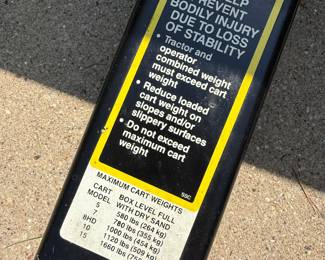 HELP
PREVENT
BODILY INJURY
DUE TO LOSS
OF STABILITY
• Tractor and
operator
combined weight
must exceed cart
weight
• Reduce loaded
cart weight on
slopes and/or
slippery surfaces
• Do not exceed
maximum cart
weight
MAXIMUM CART WEIGHTS
CART BOX LEVEL FULL
MODEL WITH DRY SAND
5 580 lbs (264 kg)
7 780 lbs (355 kg)
8HD 1000 lbs (454 kg)
10 1120 lbs (509 kg)
15 1660 lbs